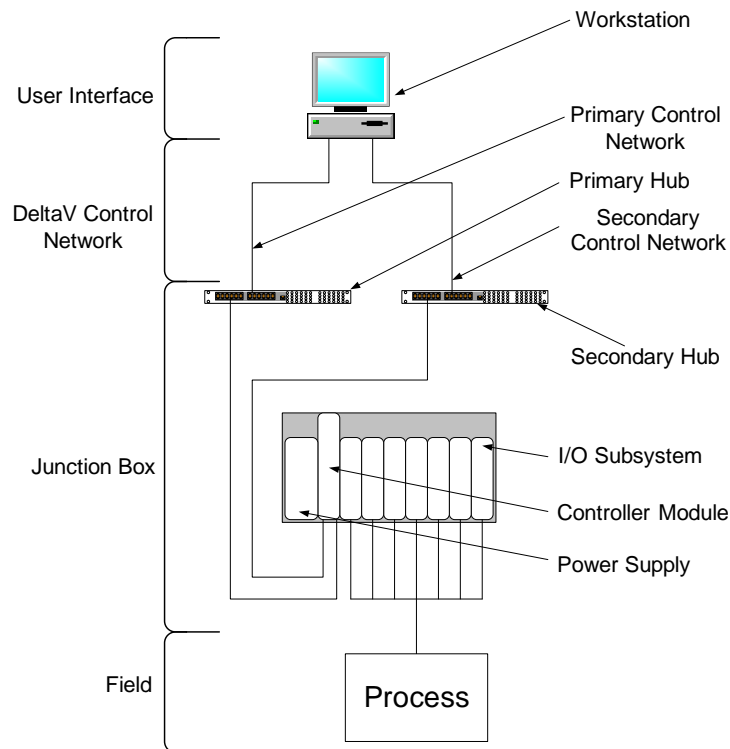 Workstation
User Interface
Primary Control
Network
Primary Hub
DeltaV Control
Network
Secondary
Control Network
Secondary Hub
I/O Subsystem
Junction Box
Controller Module
Power Supply
Field
Process